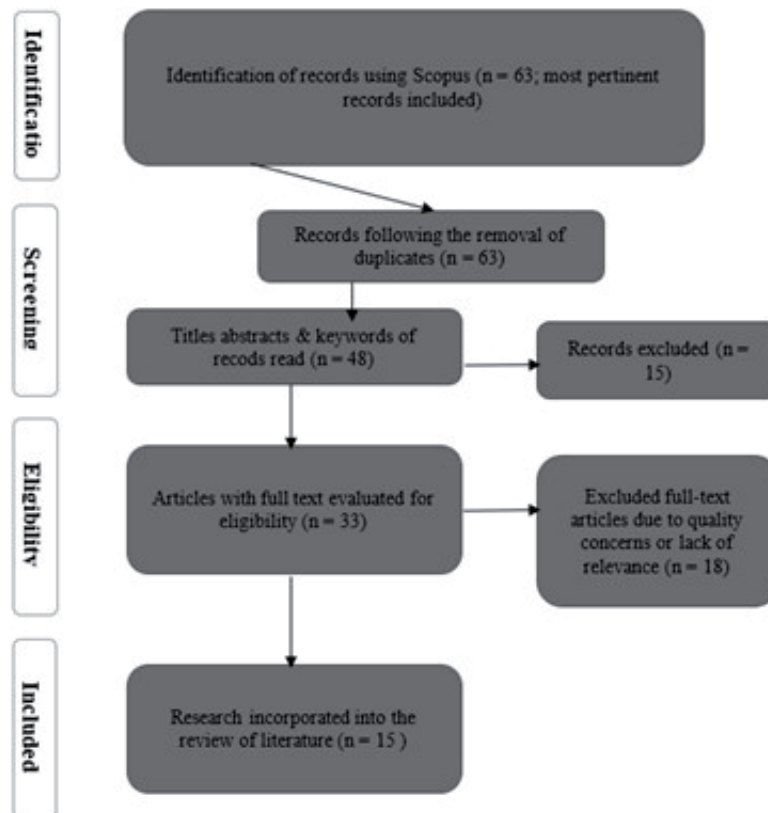 Identificatio
Identification of records using Scopus (n = 63; most pertinent
records included)
Screening
Records following the removal of
duplicates (n = 63)
Titles abstracts & keywords of
recods read (n = 48)
Records excluded (n =
15)
Eligibility
Articles with full text evaluated for
eligibility (n = 33)
Excluded full-text
articles due to quality
concerns or lack of
relevance (n = 18)
Included
Research incorporated into the
review of literature (n = 15 )